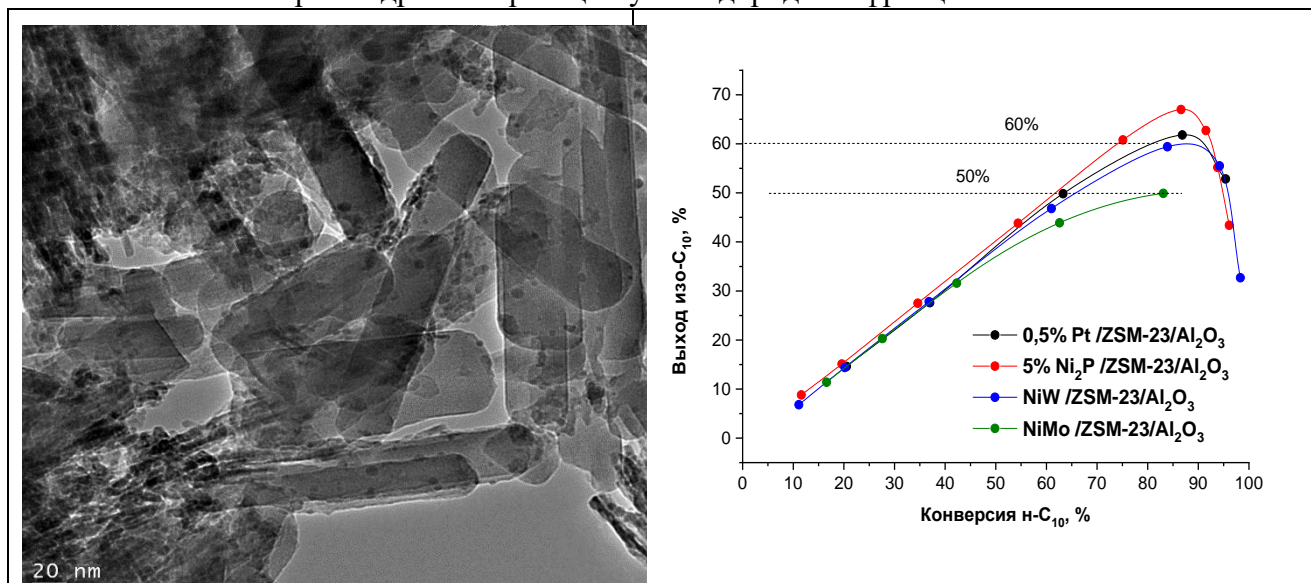 20 nm
Выход изо-C₁₀, %
70
60
50
40
30
20
10
0
60%
50%
0,5% Pt /ZSM-23/Al₂O₃
5% Ni₂P /ZSM-23/Al₂O₃
NiW /ZSM-23/Al₂O₃
NiMo /ZSM-23/Al₂O₃
0 10 20 30 40 50 60 70 80 90 100
Конверсия н-C₁₀, %